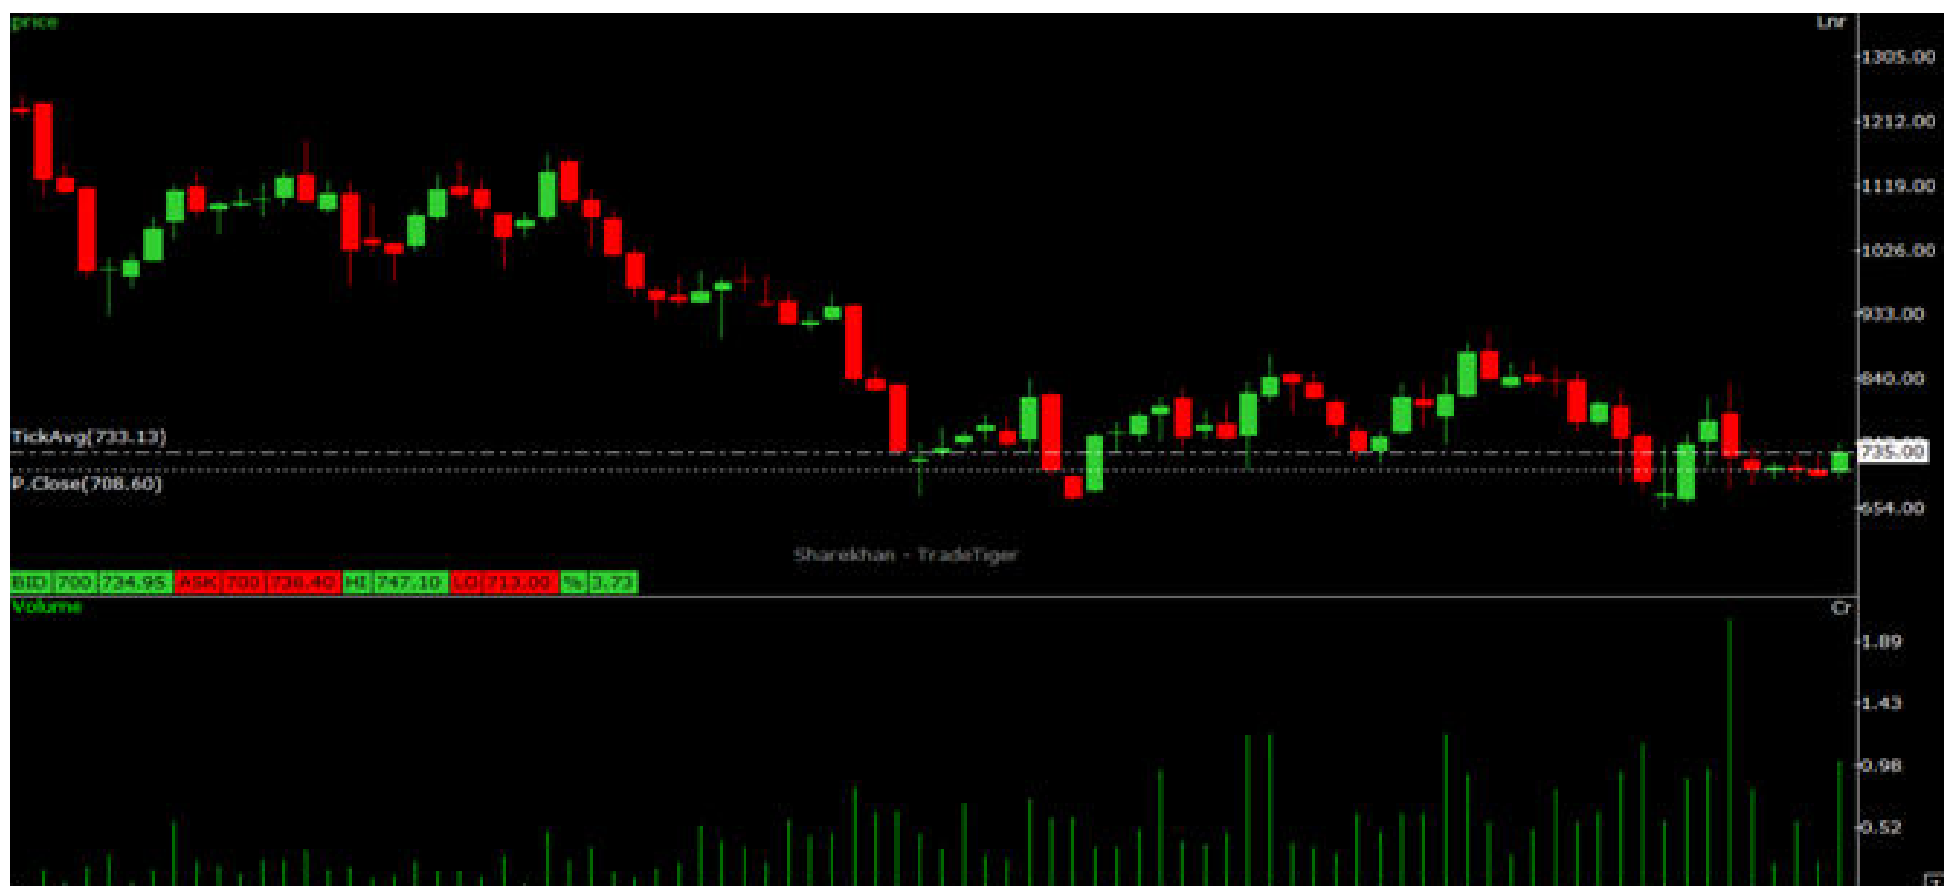 price Lnr
1305.00
1212.00
1119.00
1026.00
933.00
840.00
TickAvg(733.13)
735.00
P.Close(708.60)
654.00
Sharekhan - TradeTiger
BID 700 734.95 ASK 700 736.40 HI 747.10 LO 713.00 % 3.73
Volume Cr
1.89
1.43
0.98
0.52